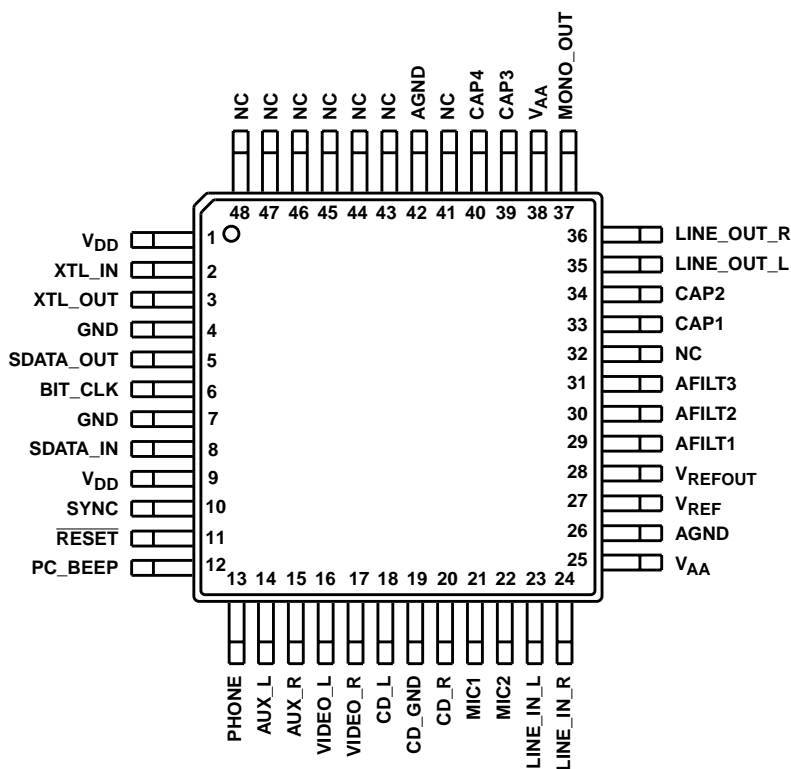 NC NC NC NC NC NC AGND NC CAP4 CAP3 VAA MONO_OUT
48 47 46 45 44 43 42 41 40 39 38 37
VDD 1
XTL_IN 2
XTL_OUT 3
GND 4
SDATA_OUT 5
BIT_CLK 6
GND 7
SDATA_IN 8
VDD 9
SYNC 10
RESET 11
PC_BEEP 12
36 LINE_OUT_R
35 LINE_OUT_L
34 CAP2
33 CAP1
32 NC
31 AFILT3
30 AFILT2
29 AFILT1
28 VREFOUT
27 VREF
26 AGND
25 VAA
13 14 15 16 17 18 19 20 21 22 23 24
PHONE AUX_L AUX_R VIDEO_L VIDEO_R CD_L CD_GND CD_R MIC1 MIC2 LINE_IN_L LINE_IN_R